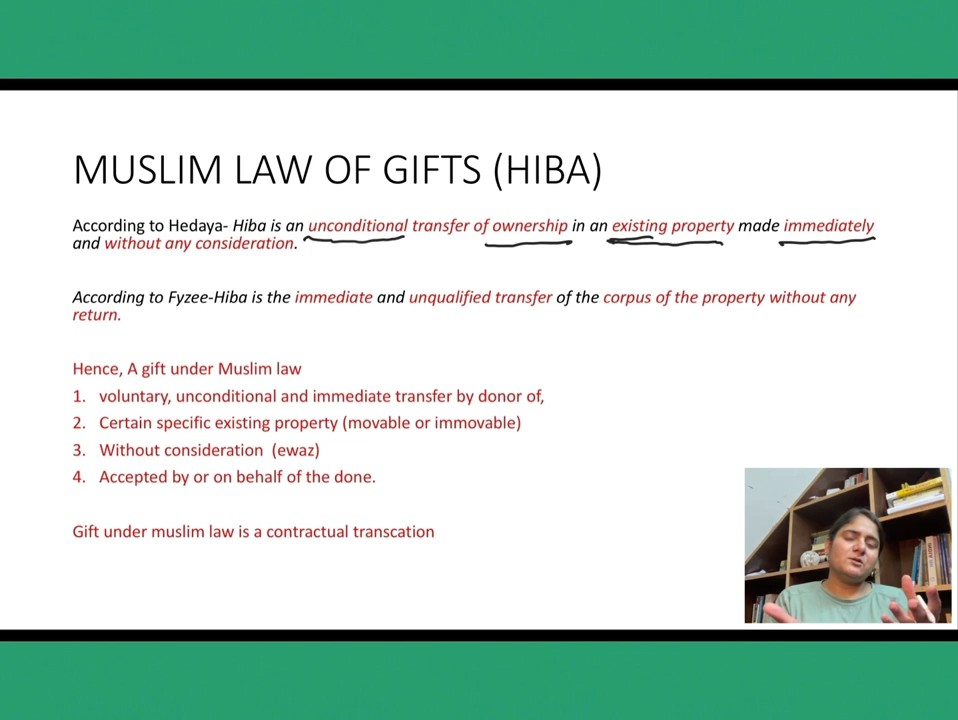 MUSLIM LAW OF GIFTS (HIBA)
According to Hedaya- Hiba is an unconditional transfer of ownership in an existing property made immediately
and without any consideration.
According to Fyzee-Hiba is the immediate and unqualified transfer of the corpus of the property without any
return.
Hence, A gift under Muslim law
1. voluntary, unconditional and immediate transfer by donor of,
2. Certain specific existing property (movable or immovable)
3. Without consideration (ewaz)
4. Accepted by or on behalf of the done.
Gift under muslim law is a contractual transcation